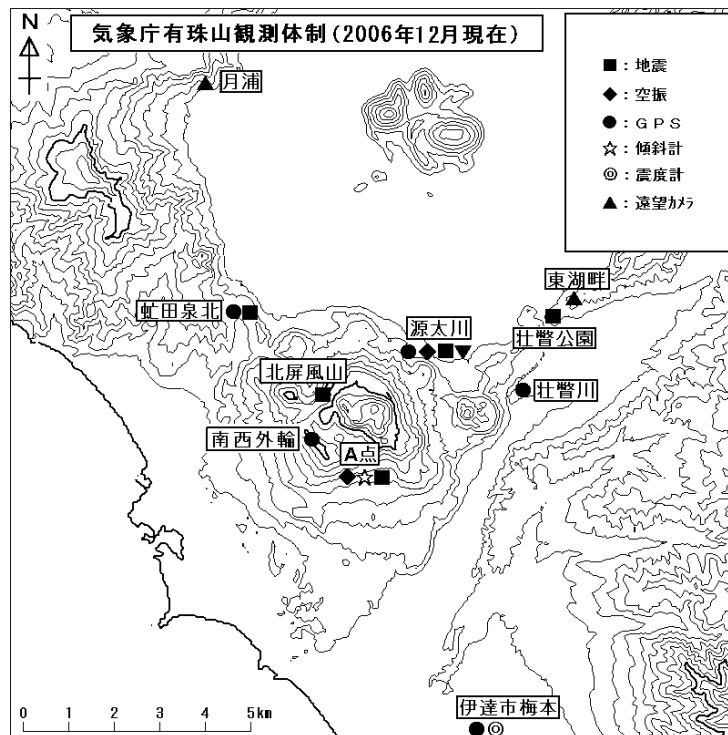 気象庁有珠山観測体制(2006年12月現在)
N
■:地震
◆:空振
●:GPS
☆:傾斜計
◎:震度計
▲:遠望カメラ
月浦
東湖畔
虻田泉北
源太川
壮瞥公園
北屏風山
壮瞥川
南西外輪
A点
伊達市梅本
0 1 2 3 4 5km